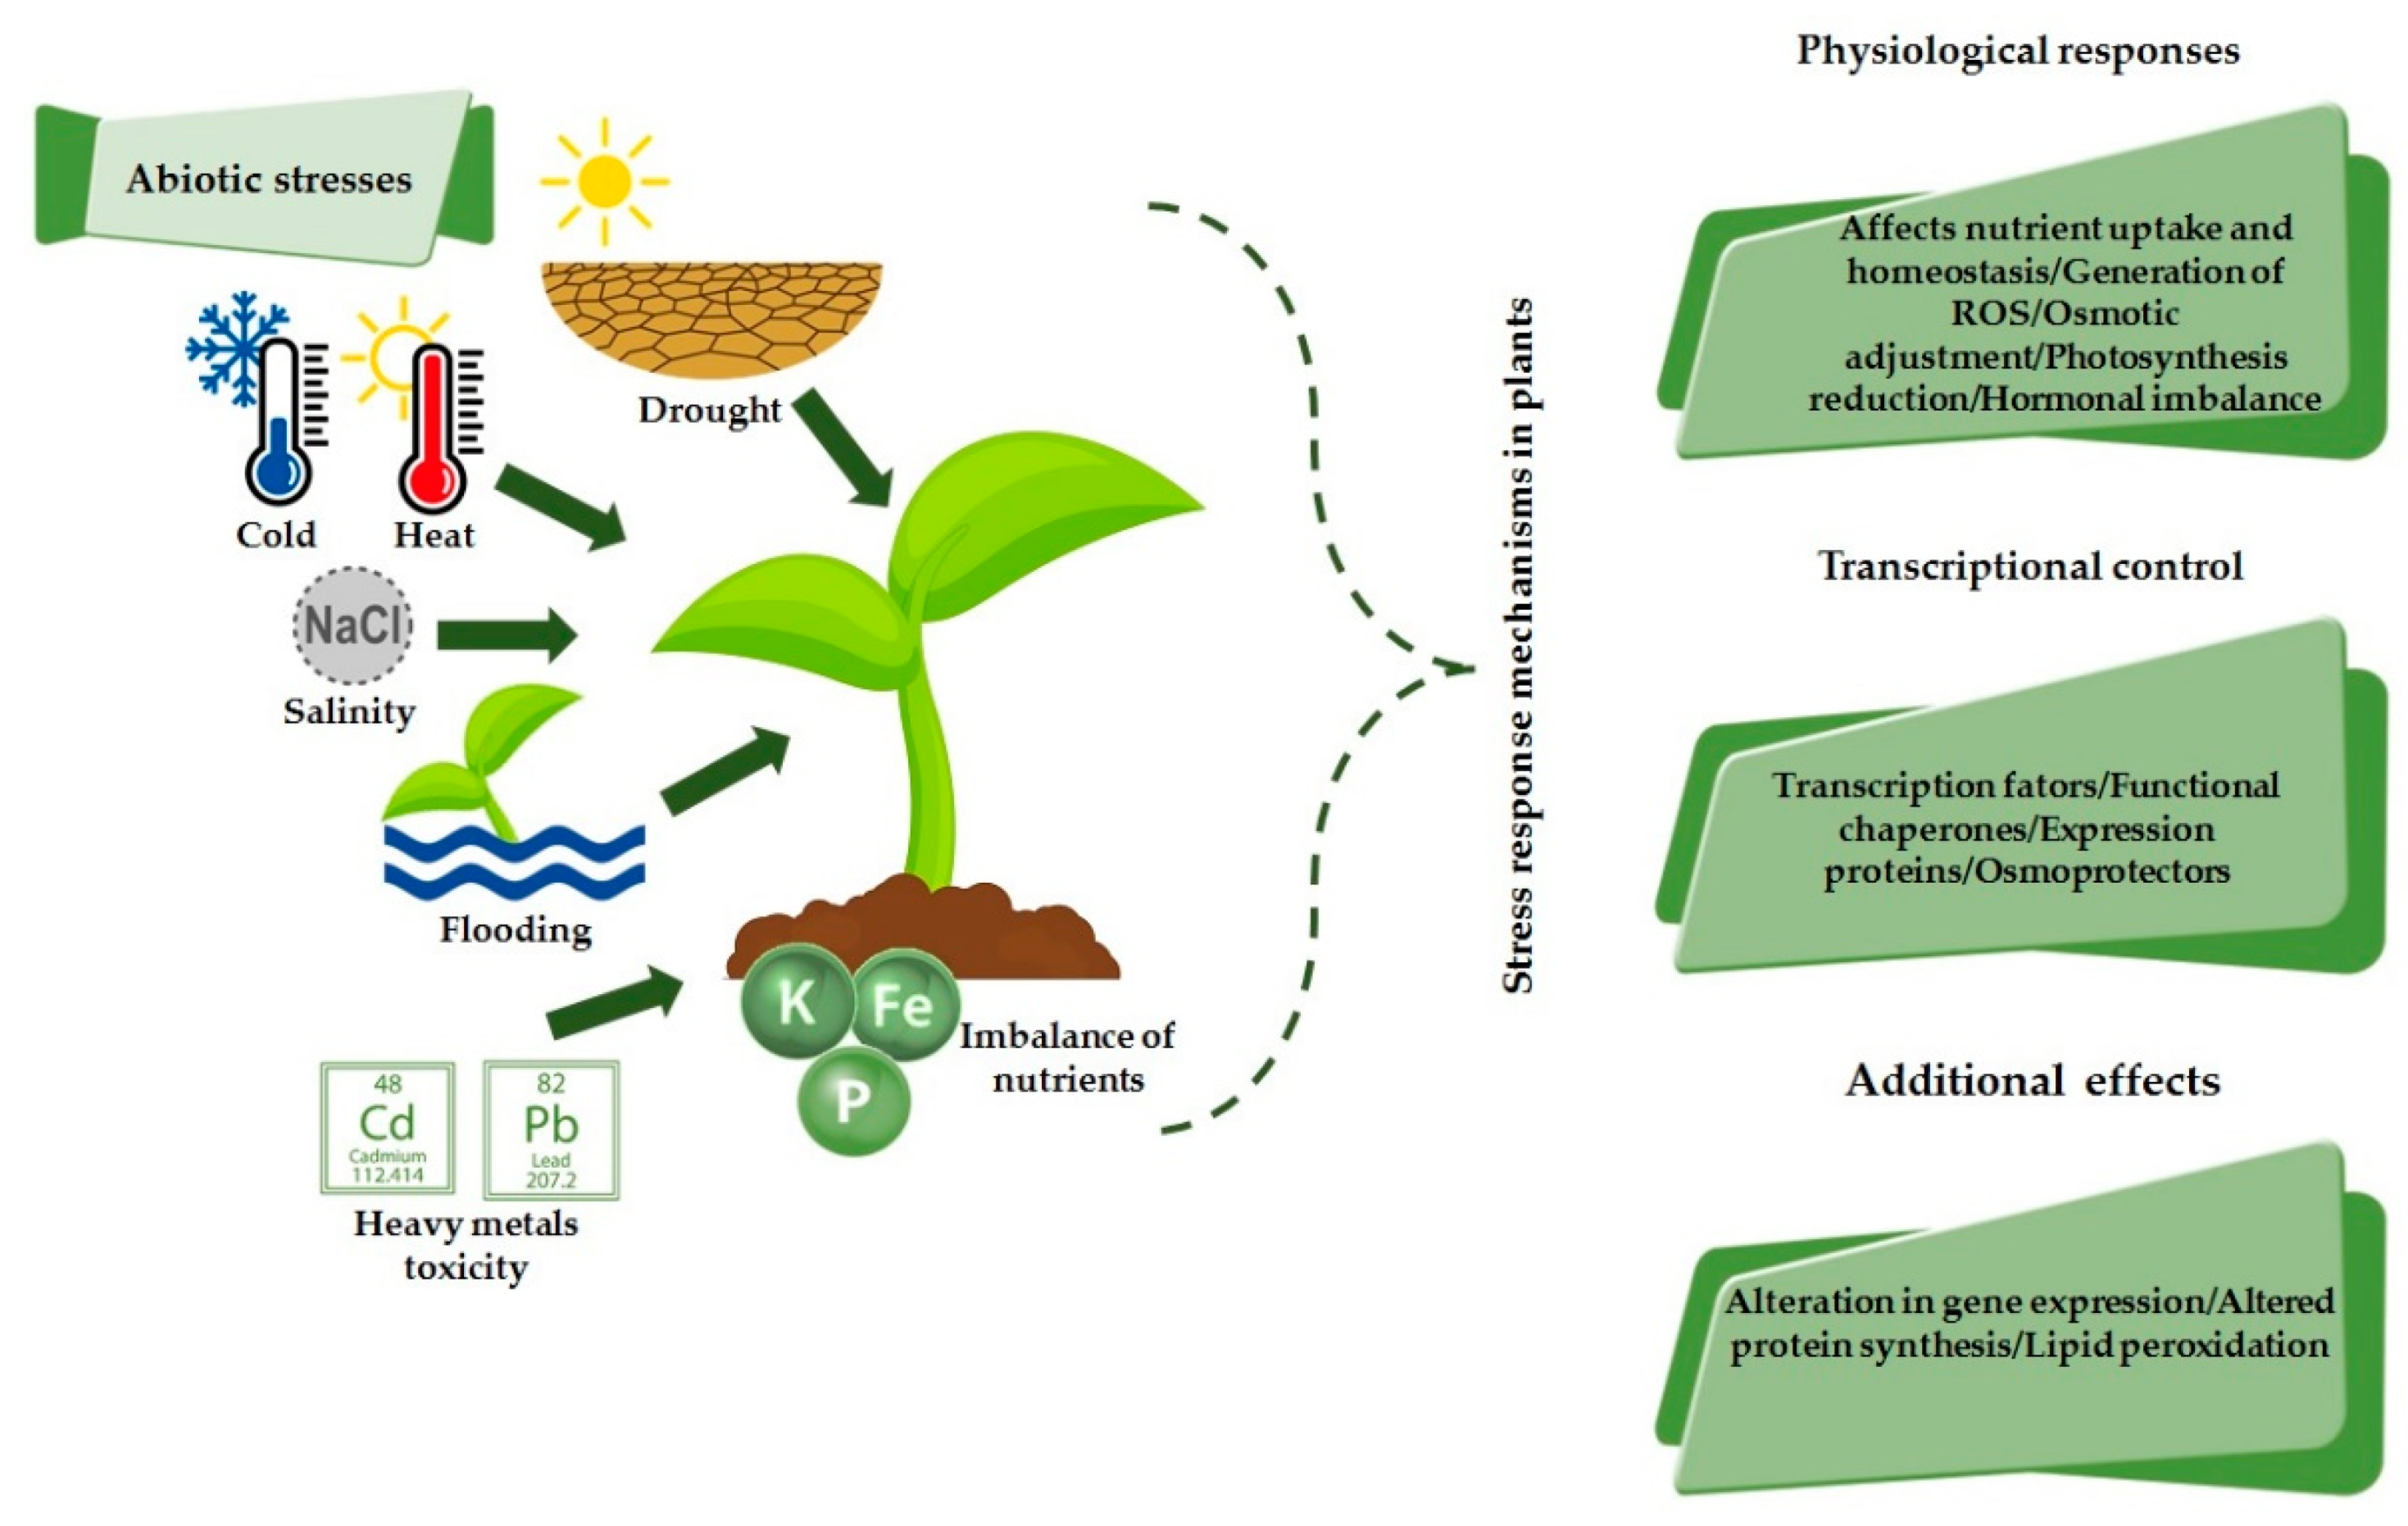 Abiotic stresses
Drought
Cold
Heat
NaCl
Salinity
Flooding
48
Cd
Cadmium
112.414
82
Pb
Lead
207.2
Heavy metals
toxicity
K
Fe
P
Imbalance of
nutrients
Stress response mechanisms in plants
Physiological responses
Affects nutrient uptake and
homeostasis/Generation of
ROS/Osmotic
adjustment/Photosynthesis
reduction/Hormonal imbalance
Transcriptional control
Transcription fators/Functional
chaperones/Expression
proteins/Osmoprotectors
Additional effects
Alteration in gene expression/Altered
protein synthesis/Lipid peroxidation